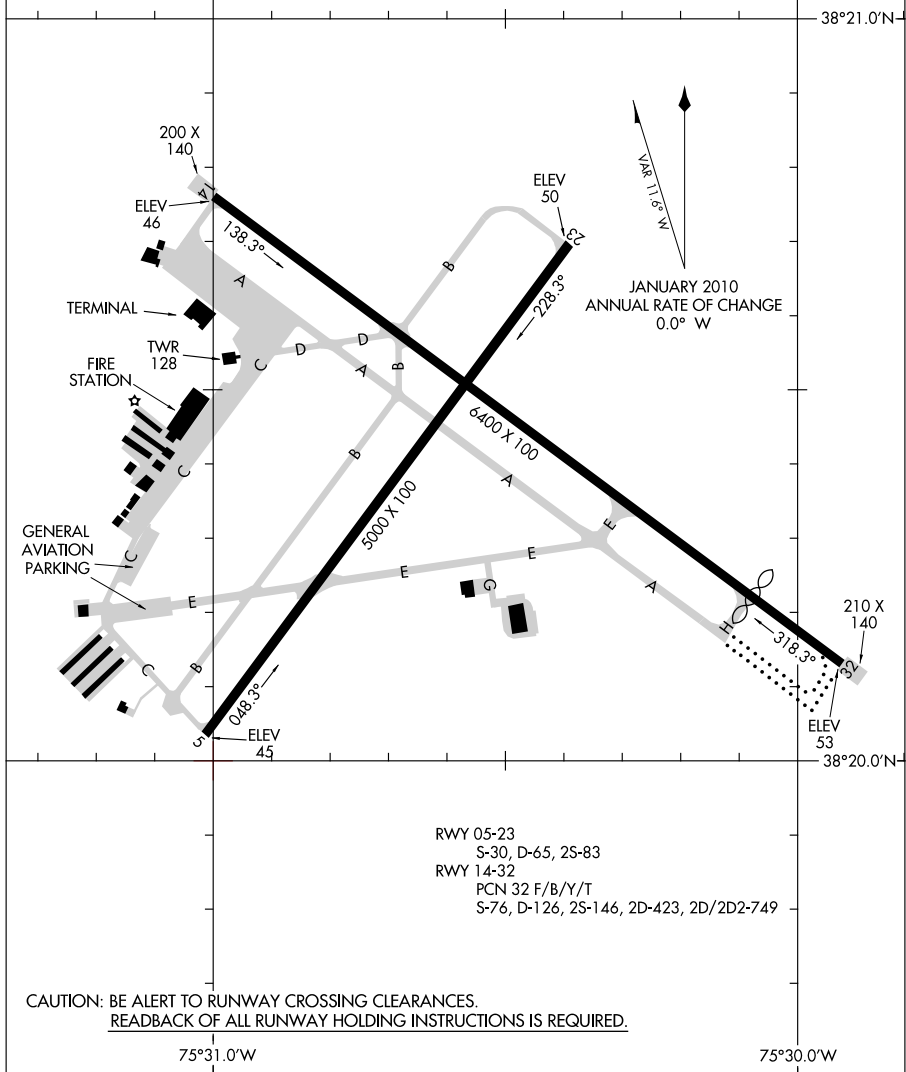 38°21.0'N
200 X
140
14
ELEV
46
138.3°
ELEV
50
23
VAR 11.6° W
228.3°
JANUARY 2010
ANNUAL RATE OF CHANGE
0.0° W
A
B
TERMINAL
TWR
128
D
D
C
A
B
FIRE
STATION
6400 X 100
B
A
C
5000 X 100
E
GENERAL
AVIATION
PARKING
C
E
E
E
G
A
H
210 X
140
318.3°
32
C
B
048.3°
5
ELEV
45
ELEV
53
38°20.0'N
RWY 05-23
S-30, D-65, 2S-83
RWY 14-32
PCN 32 F/B/Y/T
S-76, D-126, 2S-146, 2D-423, 2D/2D2-749
CAUTION: BE ALERT TO RUNWAY CROSSING CLEARANCES.
READBACK OF ALL RUNWAY HOLDING INSTRUCTIONS IS REQUIRED.
75°31.0'W
75°30.0'W